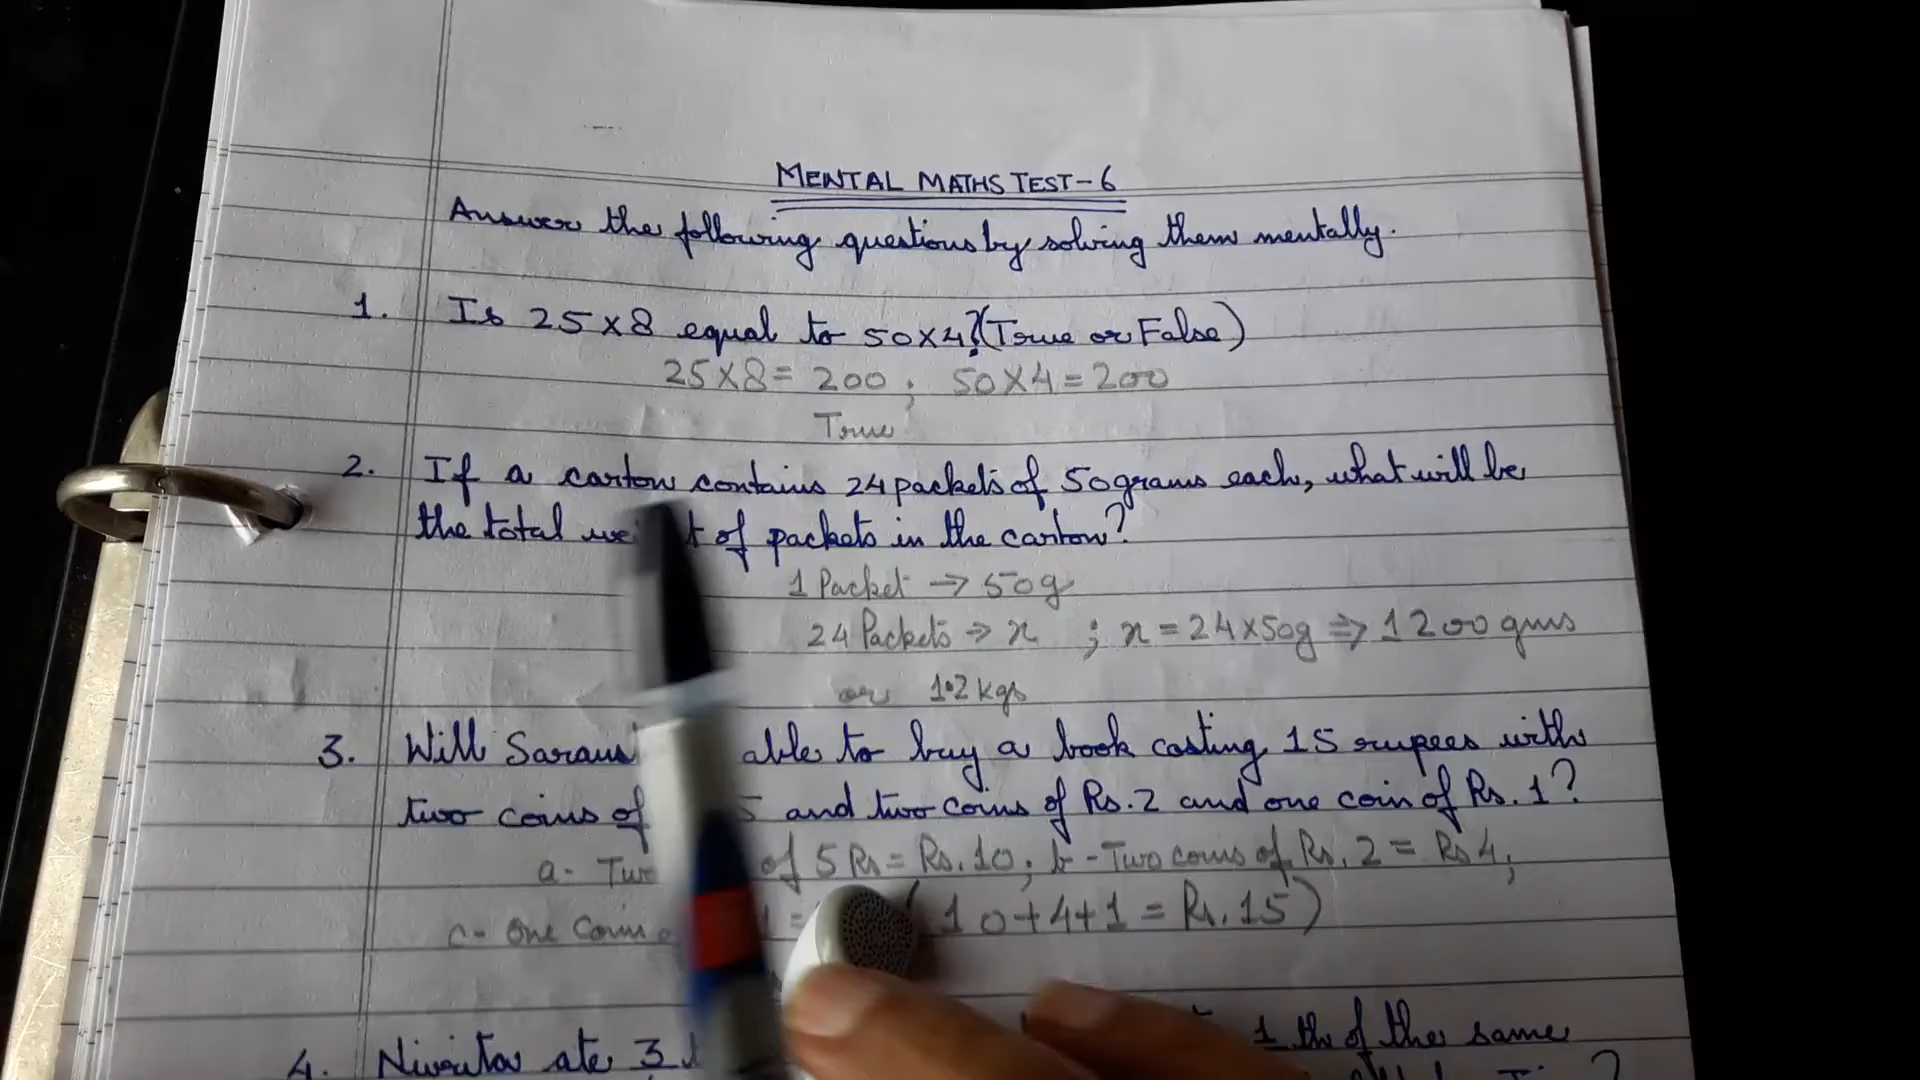 MENTAL MATHS TEST-6
Answer the following questions by solving them mentally.
1. Is 25×8 equal to 50×4?(True or False)
25×8= 200 ; 50×4=200
True
2. If a carton contains 24 packets of 50grams each, what will be
the total of packets in the carton?
1 Packet → 50g
24 Packets → x ; x = 24×50g ⇒ 1200 gms
or 1.2 kgs
3. Will able to buy a book costing 15 rupees with
two coins of and two coins of Rs.2 and one coin of Rs. 1?
a- of 5 Rs = Rs.10; b-Two coins of Rs. 2 = Rs 4;
c- One Coin 10+4+1 = Rs.15)
4. ate 3 1 th of the same